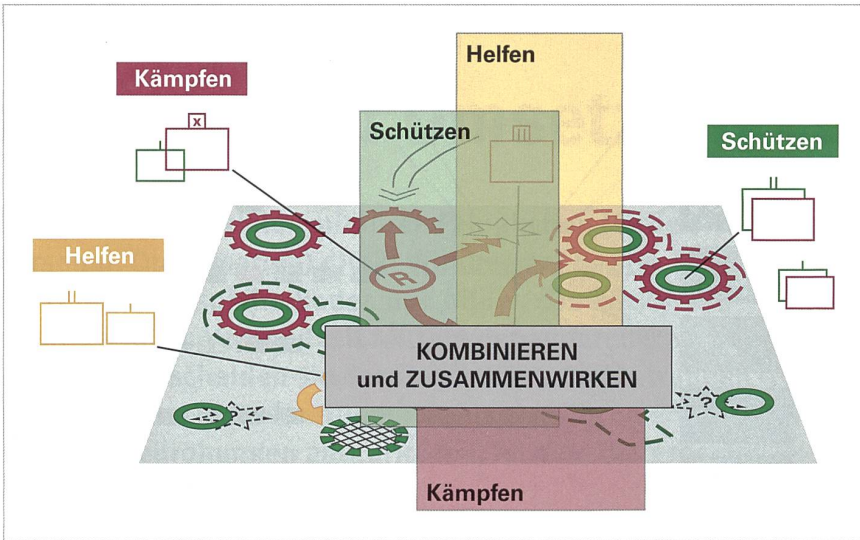 Helfen
Kämpfen
x
Schützen
Schützen
Helfen
R
KOMBINIEREN
und ZUSAMMENWIRKEN
?
?
Kämpfen